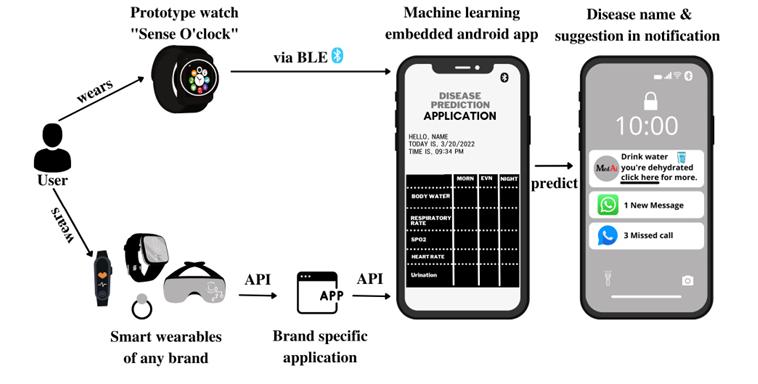 Prototype watch
"Sense O'clock"
Machine learning
embedded android app
Disease name &
suggestion in notification
wears
via BLE
DISEASE
PREDICTION
APPLICATION
HELLO, NAME
TODAY IS, 3/20/2022
TIME IS, 09:34 PM
MORN EVN NIGHT
BODY WATER
RESPIRATORY
RATE
SPO2
HEART RATE
Urination
predict
10:00
Drink water
you're dehydrated
click here for more.
1 New Message
3 Missed call
User
wears
API
APP
API
Smart wearables
of any brand
Brand specific
application